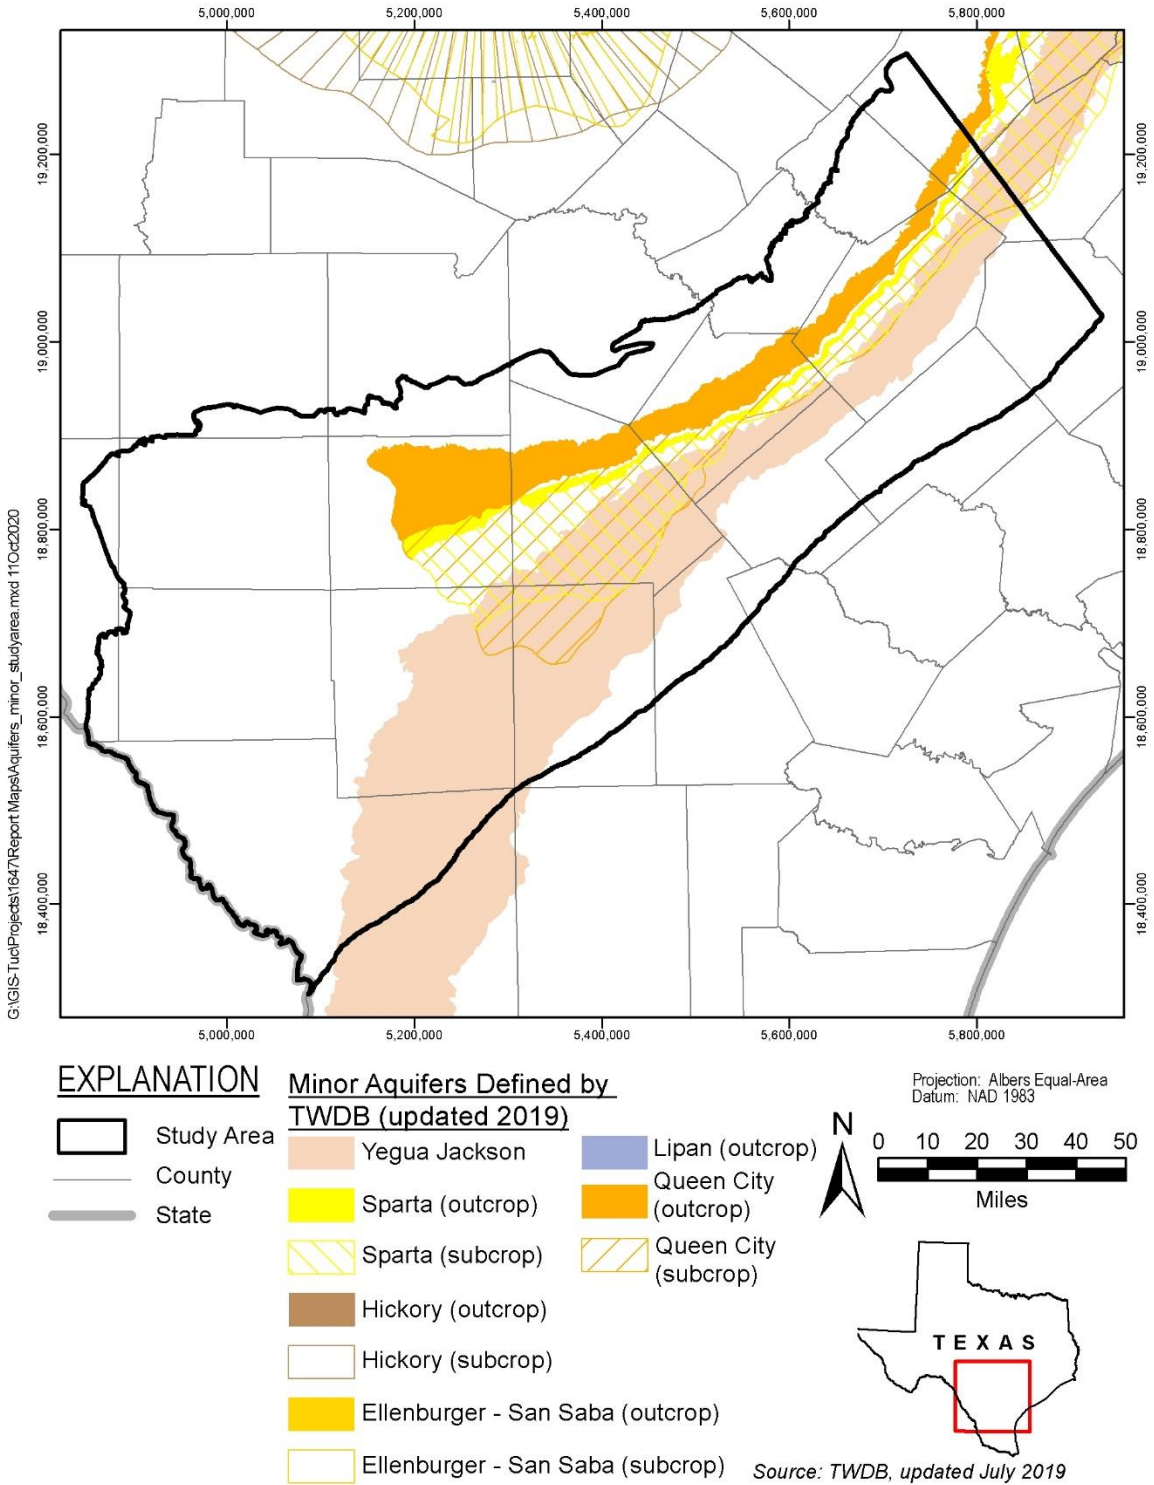 5,000,000
5,200,000
5,400,000
5,600,000
5,800,000
19,200,000
19,000,000
18,800,000
18,600,000
18,400,000
19,200,000
19,000,000
18,800,000
18,600,000
18,400,000
G:\GIS-Tuc\Projects\1647\Report Maps\Aquifers_minor_studyarea.mxd 11Oct2020
5,000,000
5,200,000
5,400,000
5,600,000
5,800,000
EXPLANATION
Study Area
County
State
Minor Aquifers Defined by
TWDB (updated 2019)
Yegua Jackson
Sparta (outcrop)
Sparta (subcrop)
Hickory (outcrop)
Hickory (subcrop)
Ellenburger - San Saba (outcrop)
Ellenburger - San Saba (subcrop)
Lipan (outcrop)
Queen City
(outcrop)
Queen City
(subcrop)
Projection: Albers Equal-Area
Datum: NAD 1983
N
0 10 20 30 40 50
Miles
TEXAS
Source: TWDB, updated July 2019